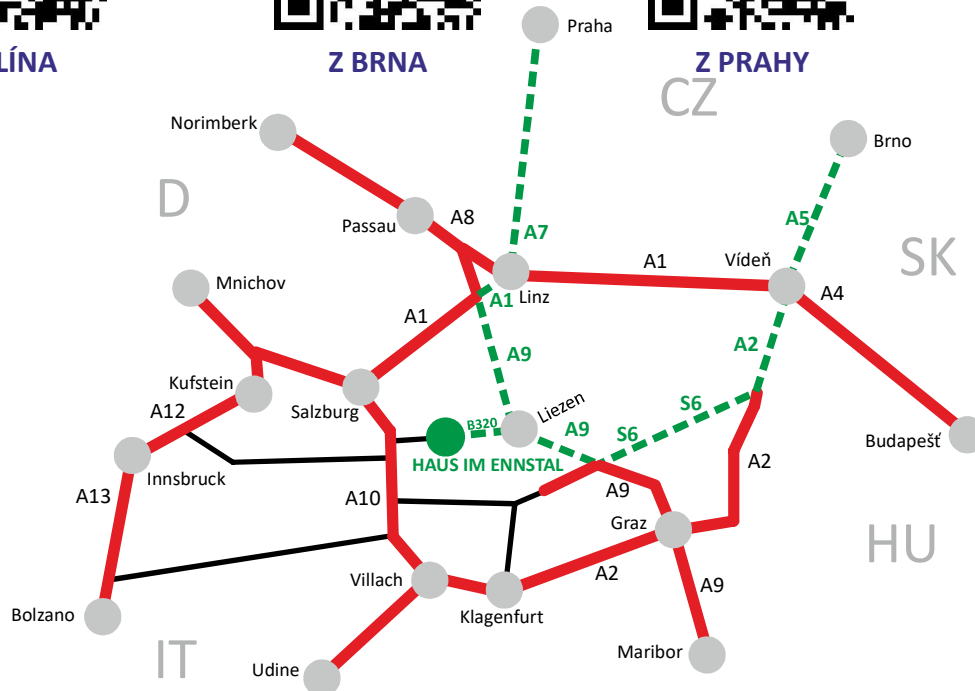 LÍNA
Z BRNA
Z PRAHY
Praha
CZ
Norimberk
Brno
D
Passau
A8
A7
A5
SK
Vídeň
A1
Mnichov
A1
Linz
A4
A1
A9
A2
Kufstein
Salzburg
A12
B320
Liezen
S6
A9
S6
Budapešť
HAUS IM ENNSTAL
A2
Innsbruck
A13
A10
A9
Graz
HU
Villach
A2
A9
Klagenfurt
Bolzano
IT
Maribor
Udine